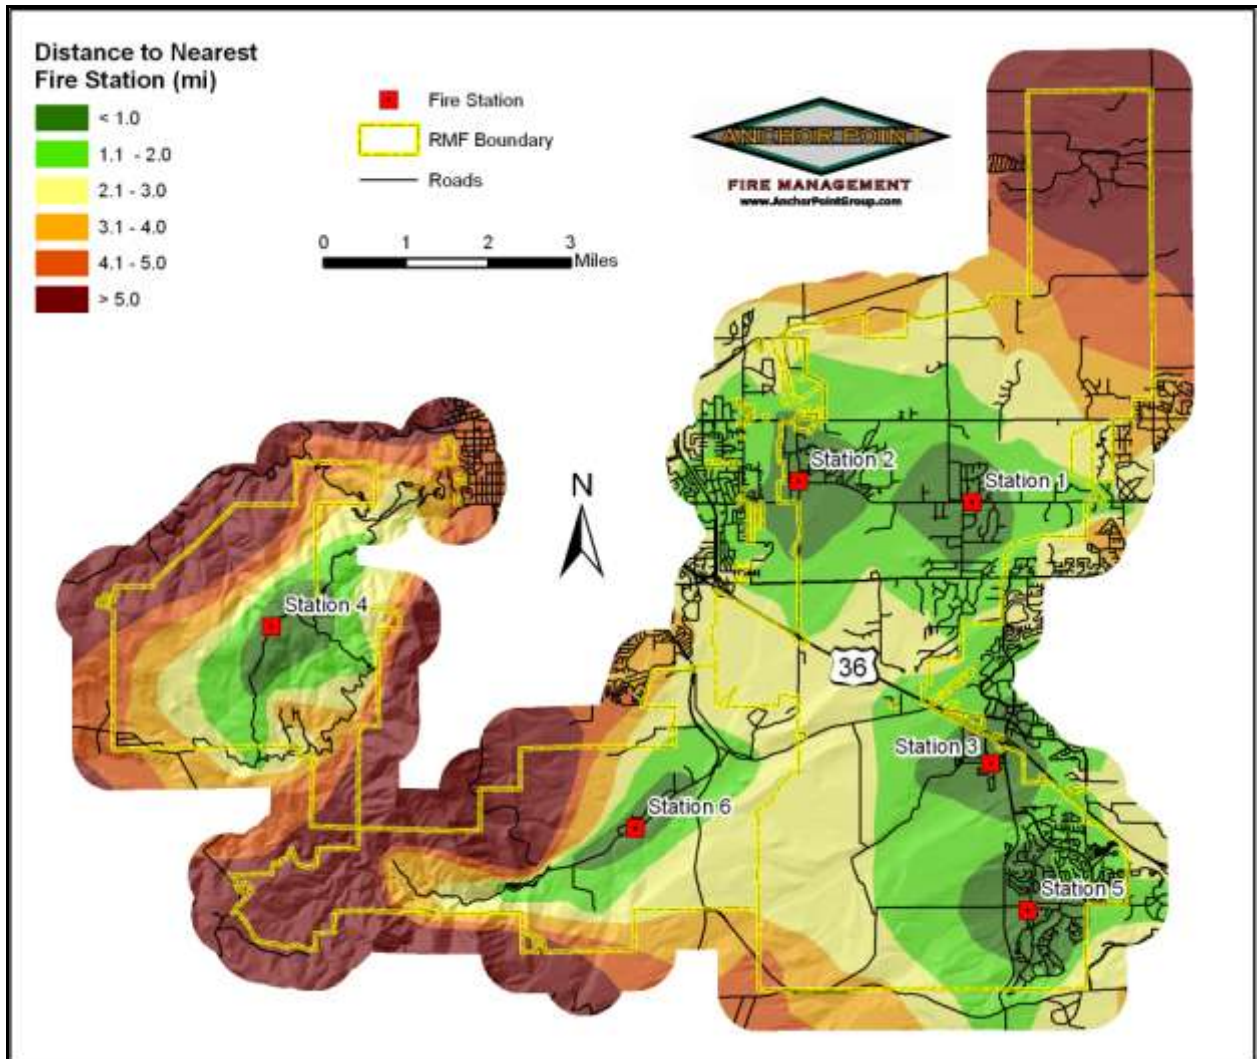 Distance to Nearest
Fire Station (mi)
< 1.0
1.1 - 2.0
2.1 - 3.0
3.1 - 4.0
4.1 - 5.0
> 5.0
Fire Station
RMF Boundary
Roads
0 1 2 3
Miles
ANCHOR POINT
FIRE MANAGEMENT
www.AnchorPointGroup.com
Station 2
Station 1
N
Station 4
36
Station 3
Station 6
Station 5